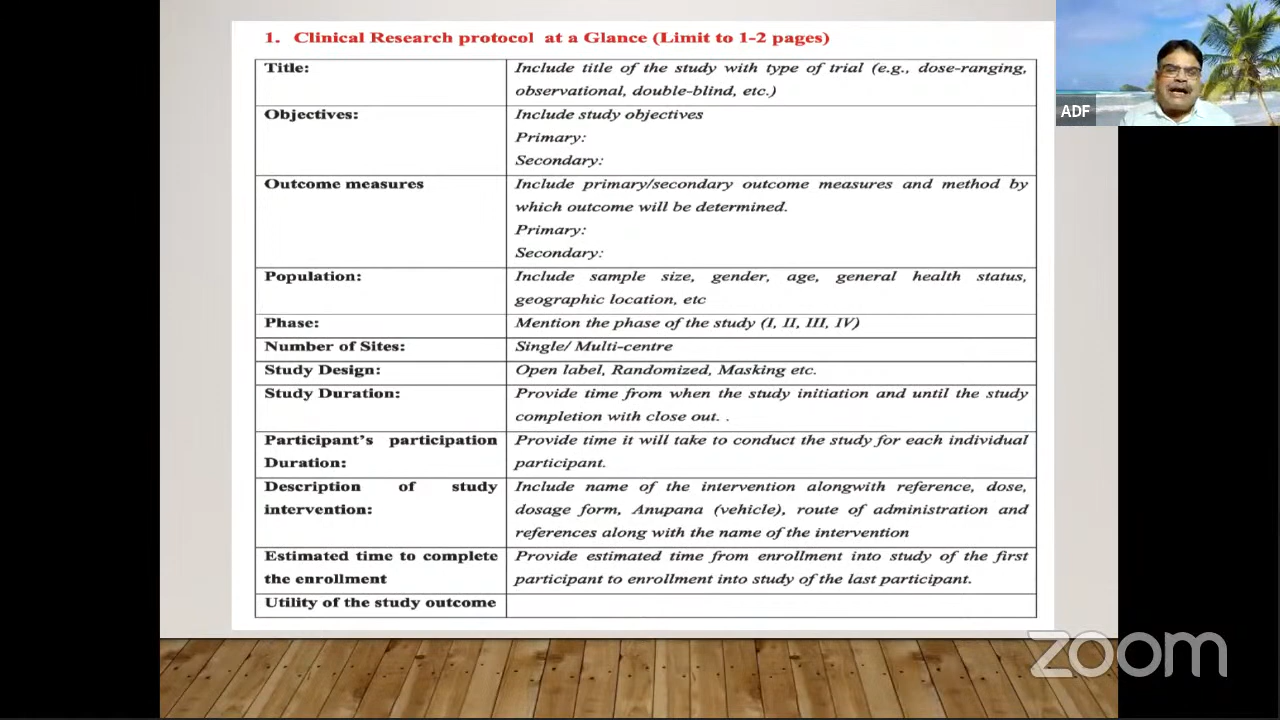 1. Clinical Research protocol at a Glance (Limit to 1-2 pages)
Title:
Include title of the study with type of trial (e.g., dose-ranging,
observational, double-blind, etc.)
Objectives:
Include study objectives
Primary:
Secondary:
Outcome measures
Include primary/secondary outcome measures and method by
which outcome will be determined.
Primary:
Secondary:
Population:
Include sample size, gender, age, general health status,
geographic location, etc
Phase:
Mention the phase of the study (I, II, III, IV)
Number of Sites:
Single/ Multi-centre
Study Design:
Open label, Randomized, Masking etc.
Study Duration:
Provide time from when the study initiation and until the study
completion with close out. .
Participant's participation
Duration:
Provide time it will take to conduct the study for each individual
participant.
Description of study
intervention:
Include name of the intervention alongwith reference, dose,
dosage form, Anupana (vehicle), route of administration and
references along with the name of the intervention
Estimated time to complete
the enrollment
Provide estimated time from enrollment into study of the first
participant to enrollment into study of the last participant.
Utility of the study outcome
ADF
zoom